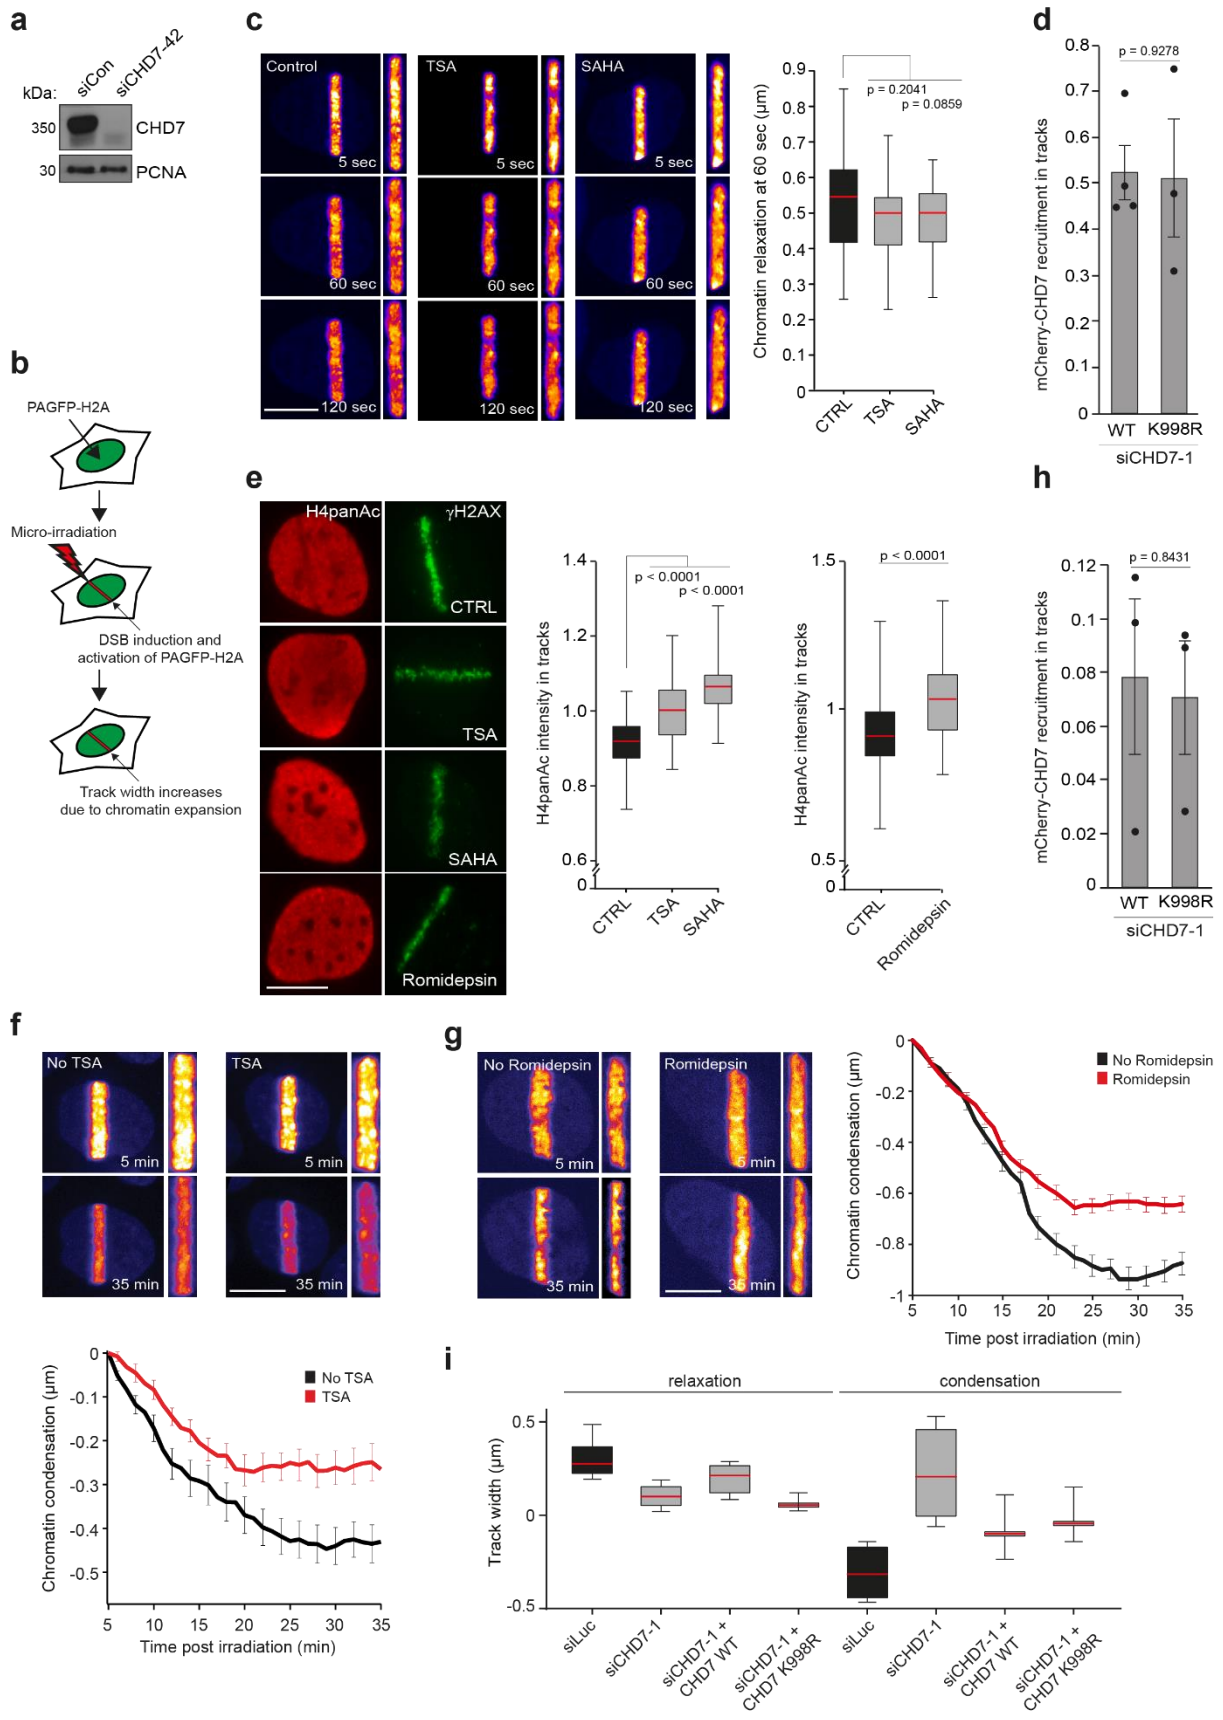 a
siCon
siCHD7-42
kDa:
350
CHD7
30
PCNA
b
PAGFP-H2A
Micro-irradiation
DSB induction and
activation of PAGFP-H2A
Track width increases
due to chromatin expansion
c
Control
TSA
SAHA
5 sec
5 sec
5 sec
60 sec
60 sec
60 sec
120 sec
120 sec
120 sec
Chromatin relaxation at 60 sec (μm)
0.9
0.8
0.7
0.6
0.5
0.4
0.3
0.2
0.1
0
p = 0.2041
p = 0.0859
CTRL
TSA
SAHA
d
mCherry-CHD7 recruitment in tracks
0.8
0.7
0.6
0.5
0.4
0.3
0.2
0.1
0
p = 0.9278
WT
K998R
siCHD7-1
e
H4panAc
γH2AX
CTRL
TSA
SAHA
Romidepsin
H4panAc intensity in tracks
1.4
1.2
1.0
0.8
0.6
0
p < 0.0001
p < 0.0001
CTRL
TSA
SAHA
H4panAc intensity in tracks
1.5
1
0.5
0
p < 0.0001
CTRL
Romidepsin
h
mCherry-CHD7 recruitment in tracks
0.12
0.1
0.08
0.06
0.04
0.02
0
p = 0.8431
WT
K998R
siCHD7-1
f
No TSA
TSA
5 min
5 min
35 min
35 min
Chromatin condensation (μm)
0
-0.1
-0.2
-0.3
-0.4
-0.5
No TSA
TSA
5
10
15
20
25
30
35
Time post irradiation (min)
g
No Romidepsin
Romidepsin
5 min
5 min
35 min
35 min
Chromatin condensation (μm)
0
-0.2
-0.4
-0.6
-0.8
-1
No Romidepsin
Romidepsin
5
10
15
20
25
30
35
Time post irradiation (min)
i
relaxation
condensation
Track width (μm)
0.5
0
-0.5
siLuc
siCHD7-1
siCHD7-1 +
CHD7 WT
siCHD7-1 +
CHD7 K998R
siLuc
siCHD7-1
siCHD7-1 +
CHD7 WT
siCHD7-1 +
CHD7 K998R